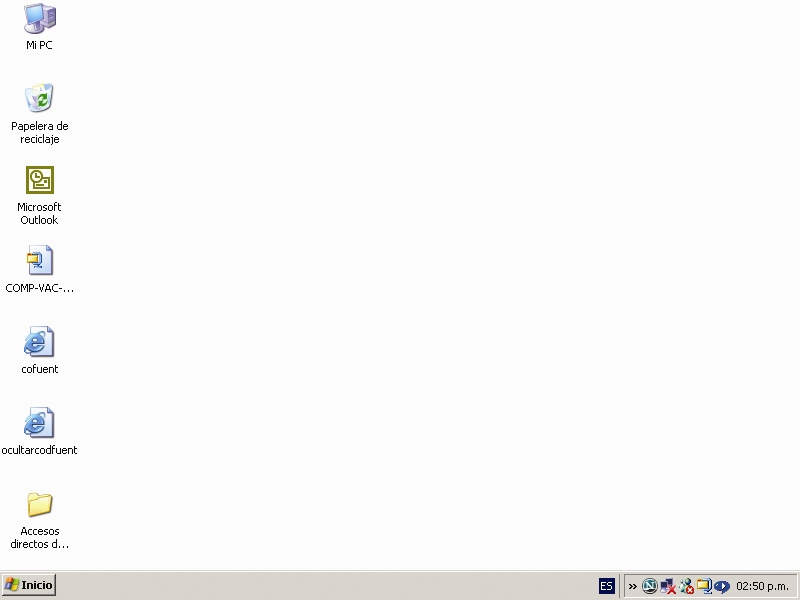 Mi PC
Papelera de
reciclaje
Microsoft
Outlook
COMP-VAC-...
cofuent
ocultarcodfuent
Accesos
directos d...
Inicio
ES
»
02:50 p.m.